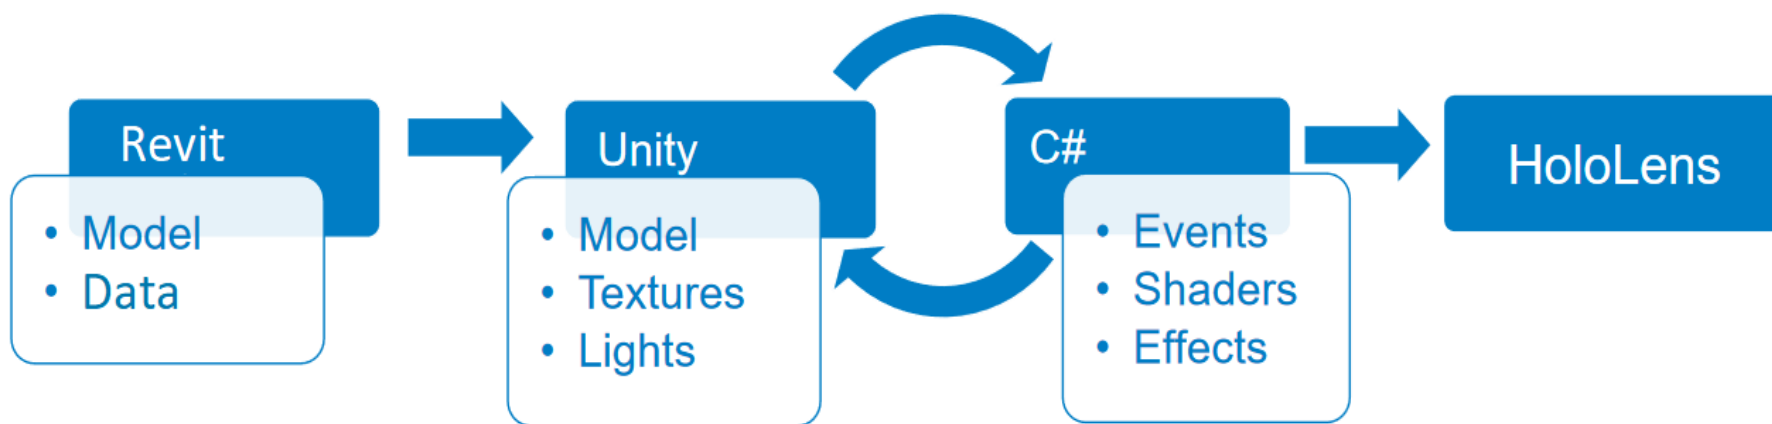 Revit
• Model
• Data
Unity
• Model
• Textures
• Lights
C#
• Events
• Shaders
• Effects
HoloLens